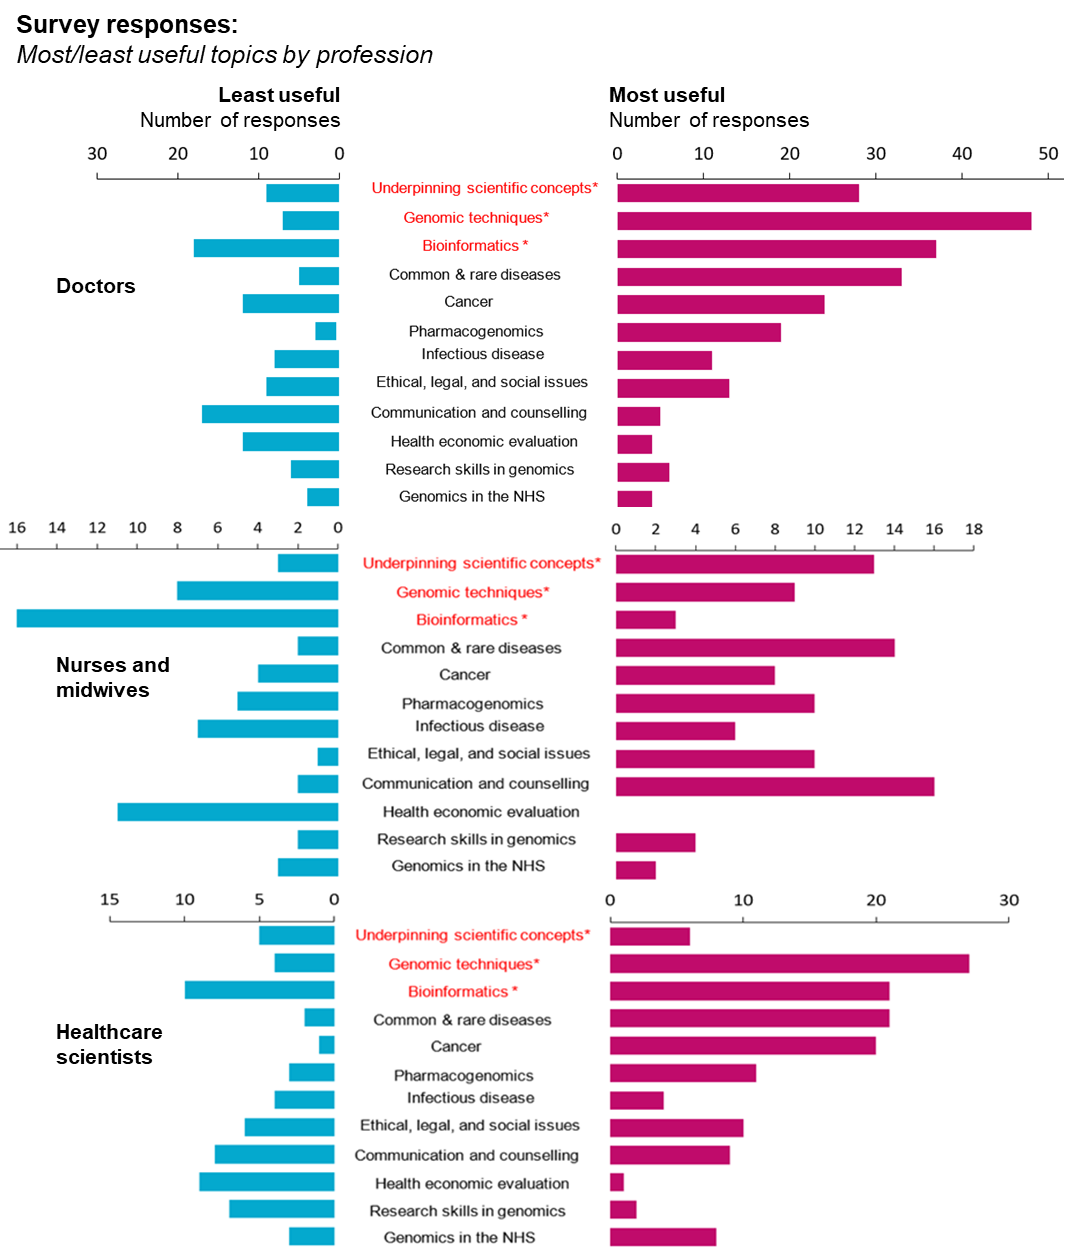 Survey responses:
Most/least useful topics by profession
Least useful
Number of responses
Most useful
Number of responses
30 20 10 0
0 10 20 30 40 50
Doctors
Underpinning scientific concepts*
Genomic techniques*
Bioinformatics *
Common & rare diseases
Cancer
Pharmacogenomics
Infectious disease
Ethical, legal, and social issues
Communication and counselling
Health economic evaluation
Research skills in genomics
Genomics in the NHS
16 14 12 12 10 8 6 4 2 0
0 2 4 6 8 10 12 14 16 18
Nurses and
midwives
Underpinning scientific concepts*
Genomic techniques*
Bioinformatics *
Common & rare diseases
Cancer
Pharmacogenomics
Infectious disease
Ethical, legal, and social issues
Communication and counselling
Health economic evaluation
Research skills in genomics
Genomics in the NHS
15 10 5 0
0 10 20 30
Healthcare
scientists
Underpinning scientific concepts*
Genomic techniques*
Bioinformatics *
Common & rare diseases
Cancer
Pharmacogenomics
Infectious disease
Ethical, legal, and social issues
Communication and counselling
Health economic evaluation
Research skills in genomics
Genomics in the NHS